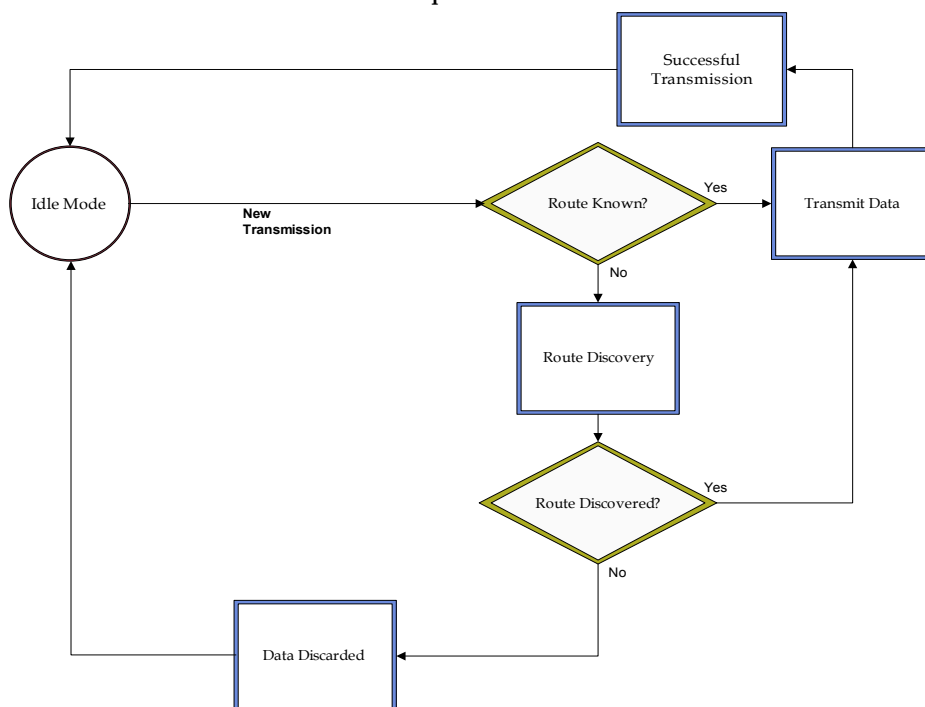 Successful
Transmission
Idle Mode
New
Transmission
Route Known?
Yes
Transmit Data
No
Route Discovery
Route Discovered?
Yes
No
Data Discarded